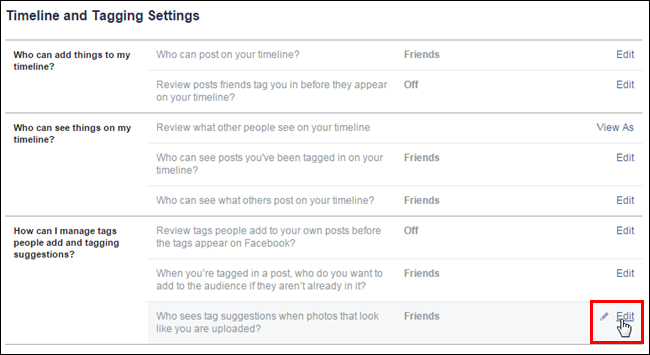 Timeline and Tagging Settings
Who can add things to my
timeline?
Who can post on your timeline?
Friends
Edit
Review posts friends tag you in before they appear
on your timeline?
Off
Edit
Who can see things on my
timeline?
Review what other people see on your timeline
View As
Who can see posts you've been tagged in on your
timeline?
Friends
Edit
Who can see what others post on your timeline?
Friends
Edit
How can I manage tags
people add and tagging
suggestions?
Review tags people add to your own posts before
the tags appear on Facebook?
Off
Edit
When you're tagged in a post, who do you want to
add to the audience if they aren't already in it?
Friends
Edit
Who sees tag suggestions when photos that look
like you are uploaded?
Friends
Edit